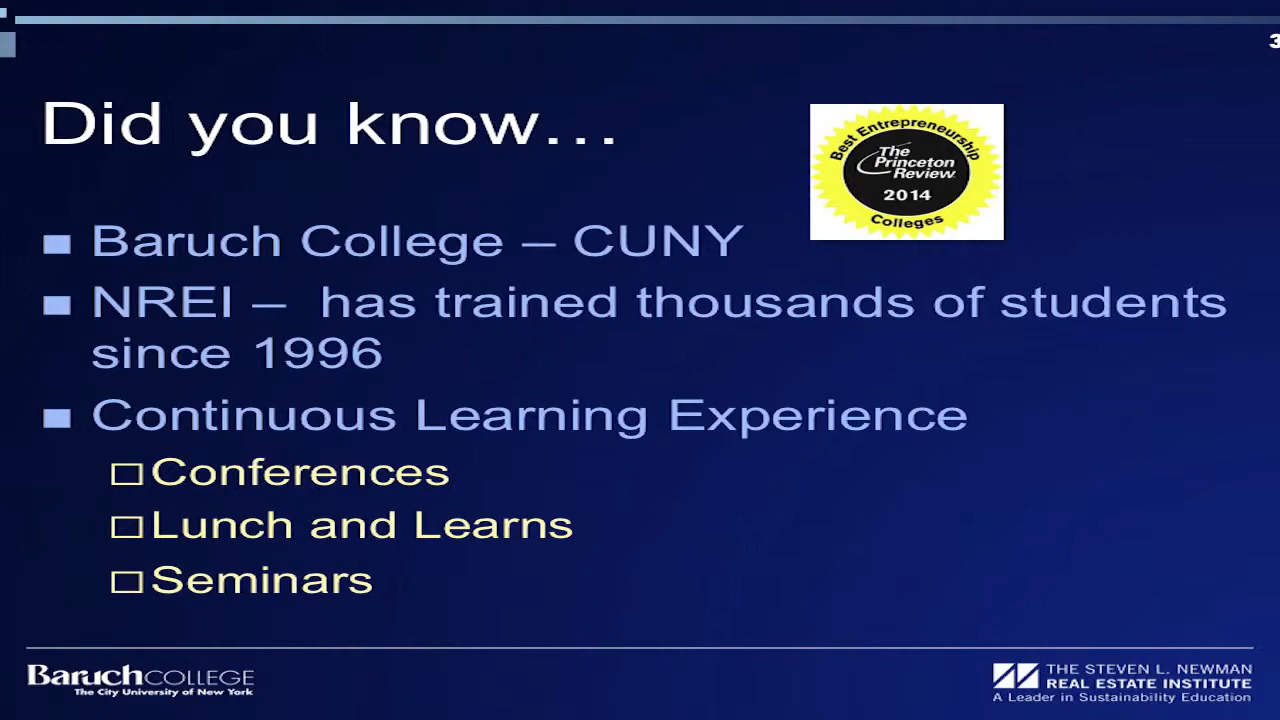 3
Did you know…
Best Entrepreneurship
The
Princeton
Review
2014
Colleges
Baruch College – CUNY
NREI – has trained thousands of students
since 1996
Continuous Learning Experience
Conferences
Lunch and Learns
Seminars
BaruchCOLLEGE
The City University of New York
THE STEVEN L. NEWMAN
REAL ESTATE INSTITUTE
A Leader in Sustainability Education